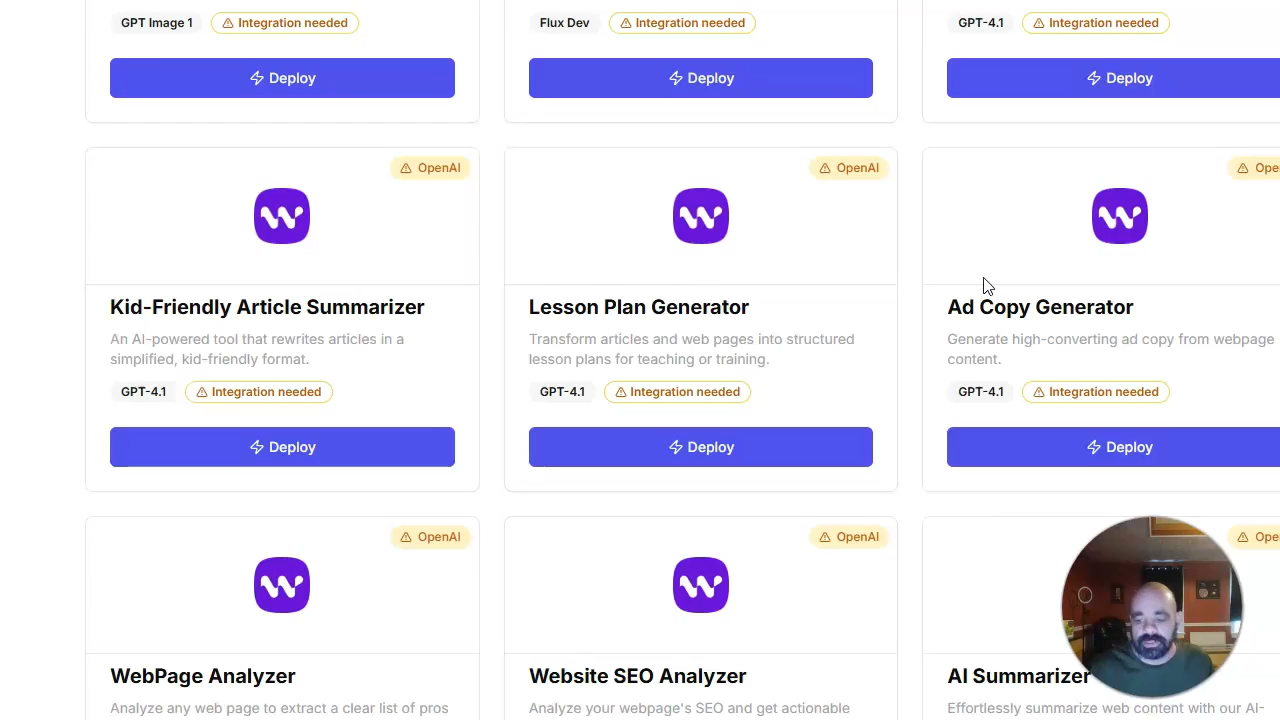 GPT Image 1 Integration needed
Flux Dev Integration needed
GPT-4.1 Integration needed
Deploy
Deploy
Deploy
OpenAI
OpenAI
Kid-Friendly Article Summarizer
An AI-powered tool that rewrites articles in a
simplified, kid-friendly format.
GPT-4.1 Integration needed
Deploy
Lesson Plan Generator
Transform articles and web pages into structured
lesson plans for teaching or training.
GPT-4.1 Integration needed
Deploy
Ad Copy Generator
Generate high-converting ad copy from webpage
content.
GPT-4.1 Integration needed
Deploy
OpenAI
OpenAI
WebPage Analyzer
Analyze any web page to extract a clear list of pros
Website SEO Analyzer
Analyze your webpage's SEO and get actionable
AI Summarizer
Effortlessly summarize web content with our AI-